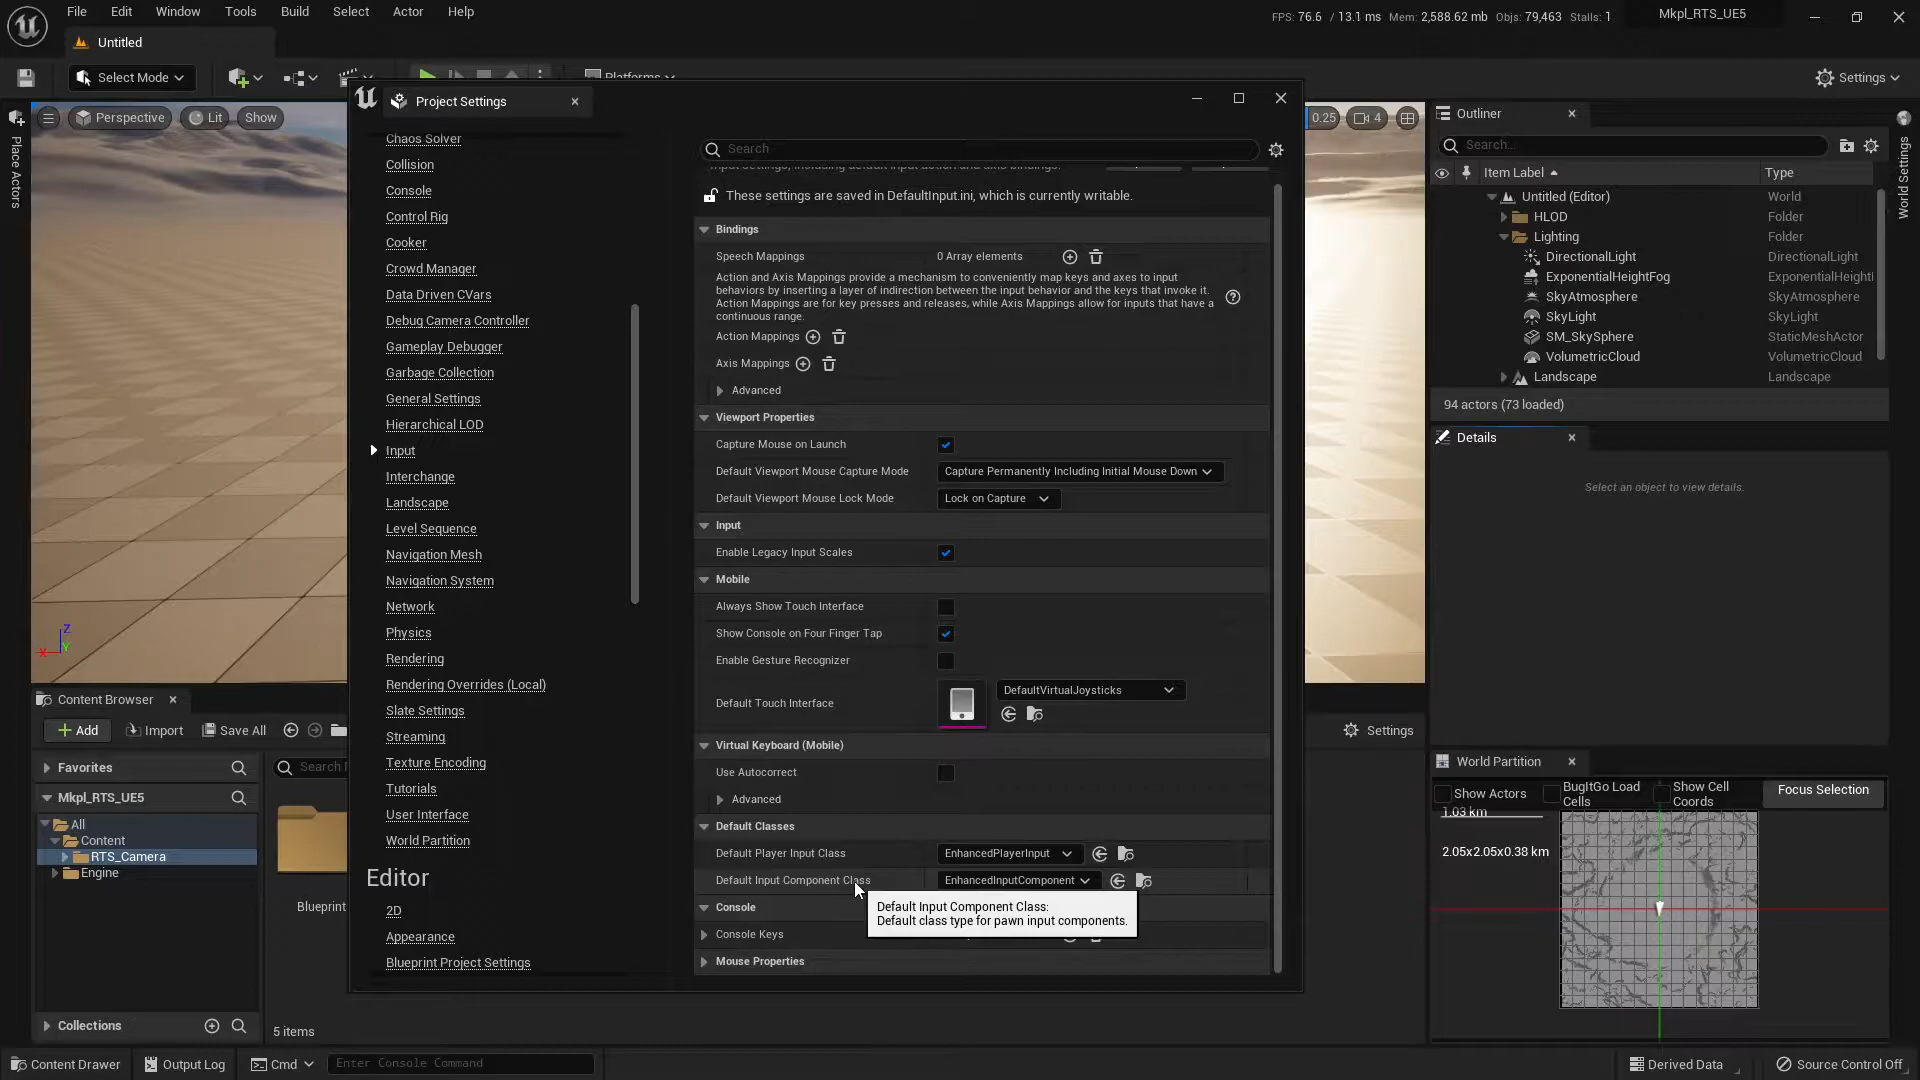 File Edit Window Tools Build Select Actor Help
FPS: 76.6 / 13.1 ms Mem: 2,588.62 mb Objs: 79,463 Stalls: 1
Mkpl_RTS_UE5
Untitled
Select Mode
Platforms
Settings
Project Settings
Perspective
Lit
Show
Place Actors
Chaos Solver
Collision
Console
Control Rig
Cooker
Crowd Manager
Data Driven CVars
Debug Camera Controller
Gameplay Debugger
Garbage Collection
General Settings
Hierarchical LOD
Input
Interchange
Landscape
Level Sequence
Navigation Mesh
Navigation System
Network
Physics
Rendering
Rendering Overrides (Local)
Slate Settings
Streaming
Texture Encoding
Tutorials
User Interface
World Partition
Editor
2D
Appearance
Blueprint Project Settings
Search
Input settings, including default input action and axis bindings.
These settings are saved in DefaultInput.ini, which is currently writable.
Bindings
Speech Mappings 0 Array elements
Action and Axis Mappings provide a mechanism to conveniently map keys and axes to input
behaviors by inserting a layer of indirection between the input behavior and the keys that invoke it.
Action Mappings are for key presses and releases, while Axis Mappings allow for inputs that have a
continuous range.
Action Mappings
Axis Mappings
Advanced
Viewport Properties
Capture Mouse on Launch
Default Viewport Mouse Capture Mode Capture Permanently Including Initial Mouse Down
Default Viewport Mouse Lock Mode Lock on Capture
Input
Enable Legacy Input Scales
Mobile
Always Show Touch Interface
Show Console on Four Finger Tap
Enable Gesture Recognizer
Default Touch Interface DefaultVirtualJoysticks
Virtual Keyboard (Mobile)
Use Autocorrect
Advanced
Default Classes
Default Player Input Class EnhancedPlayerInput
Default Input Component Class EnhancedInputComponent
Default Input Component Class:
Default class type for pawn input components.
Console
Console Keys
Mouse Properties
0.25
4
Outliner
Search...
Item Label Type
Untitled (Editor) World
HLOD Folder
Lighting Folder
DirectionalLight DirectionalLight
ExponentialHeightFog ExponentialHeightI
SkyAtmosphere SkyAtmosphere
SkyLight SkyLight
SM_SkySphere StaticMeshActor
VolumetricCloud VolumetricCloud
Landscape Landscape
94 actors (73 loaded)
World Settings
Details
Select an object to view details.
World Partition
Show Actors
BugItGo Load
Cells
Show Cell
Coords
Focus Selection
1.03 km
2.05x2.05x0.38 km
Content Browser
Add
Import
Save All
Settings
Favorites
Search
Mkpl_RTS_UE5
All
Content
RTS_Camera
Engine
Blueprint
Collections
5 items
Content Drawer
Output Log
Cmd
Enter Console Command
Derived Data
Source Control Off